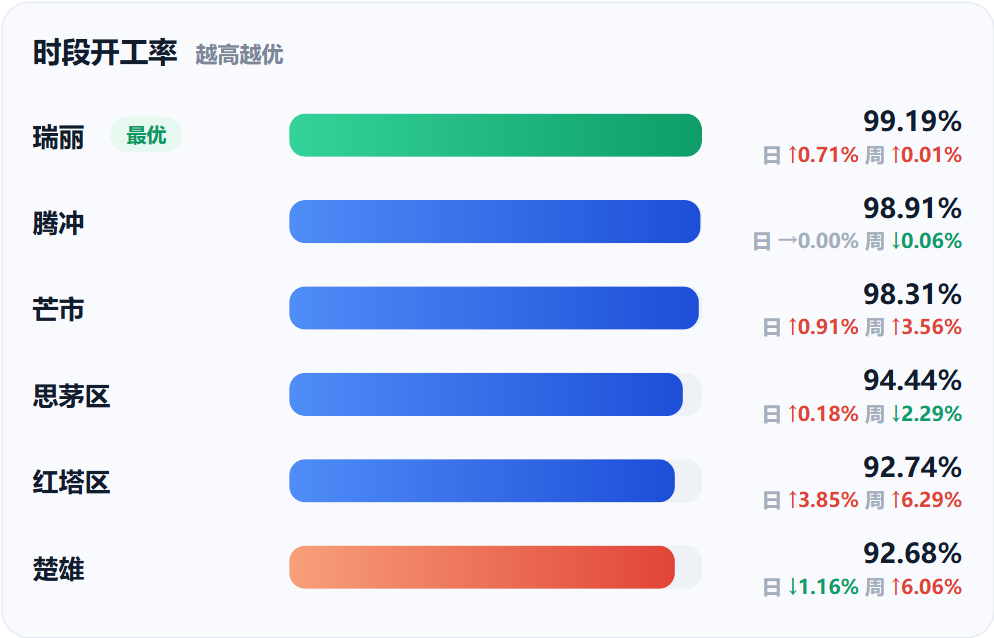 时段开工率 越高越优
瑞丽 最优 99.19%
日 ↑0.71% 周 ↑0.01%
腾冲 98.91%
日 →0.00% 周 ↓0.06%
芒市 98.31%
日 ↑0.91% 周 ↑3.56%
思茅区 94.44%
日 ↑0.18% 周 ↓2.29%
红塔区 92.74%
日 ↑3.85% 周 ↑6.29%
楚雄 92.68%
日 ↓1.16% 周 ↑6.06%